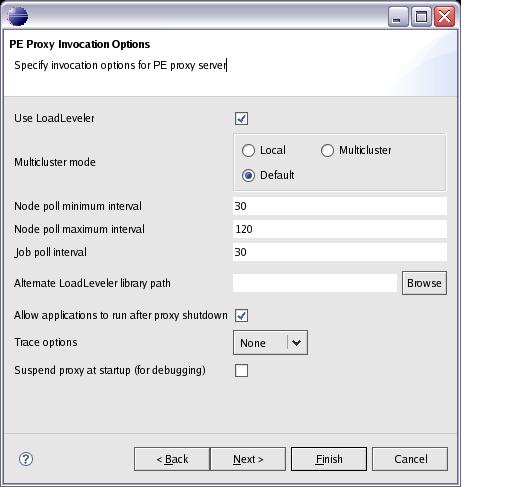 PE Proxy Invocation Options
Specify invocation options for PE proxy server
Use LoadLeveler
Multicluster mode
Local
Multicluster
Default
Node poll minimum interval
30
Node poll maximum interval
120
Job poll interval
30
Alternate LoadLeveler library path
Browse
Allow applications to run after proxy shutdown
Trace options
None
Suspend proxy at startup (for debugging)
?
< Back
Next >
Finish
Cancel